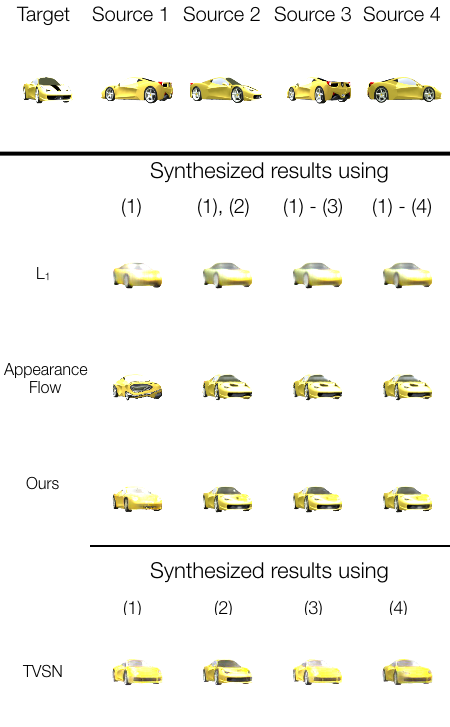 Target Source 1 Source 2 Source 3 Source 4
Synthesized results using
(1) (1), (2) (1) - (3) (1) - (4)
L₁
Appearance
Flow
Ours
Synthesized results using
(1) (2) (3) (4)
TVSN